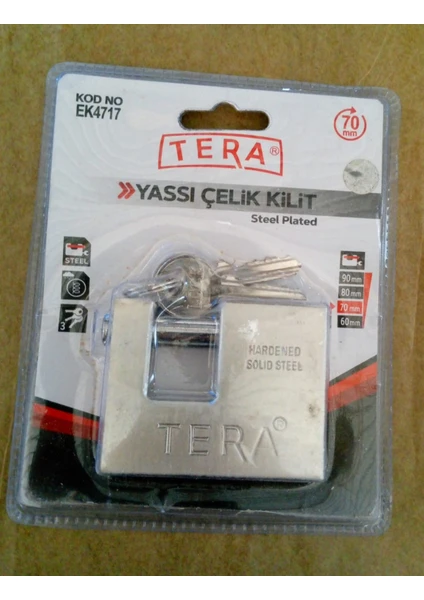 KOD NO
EK4717
70
mm
TERA®
YASSI ÇELİK KİLİT
Steel Plated
STEEL
3
90 mm
80 mm
70 mm
60 mm
HARDENED
SOLID STEEL
TERA®